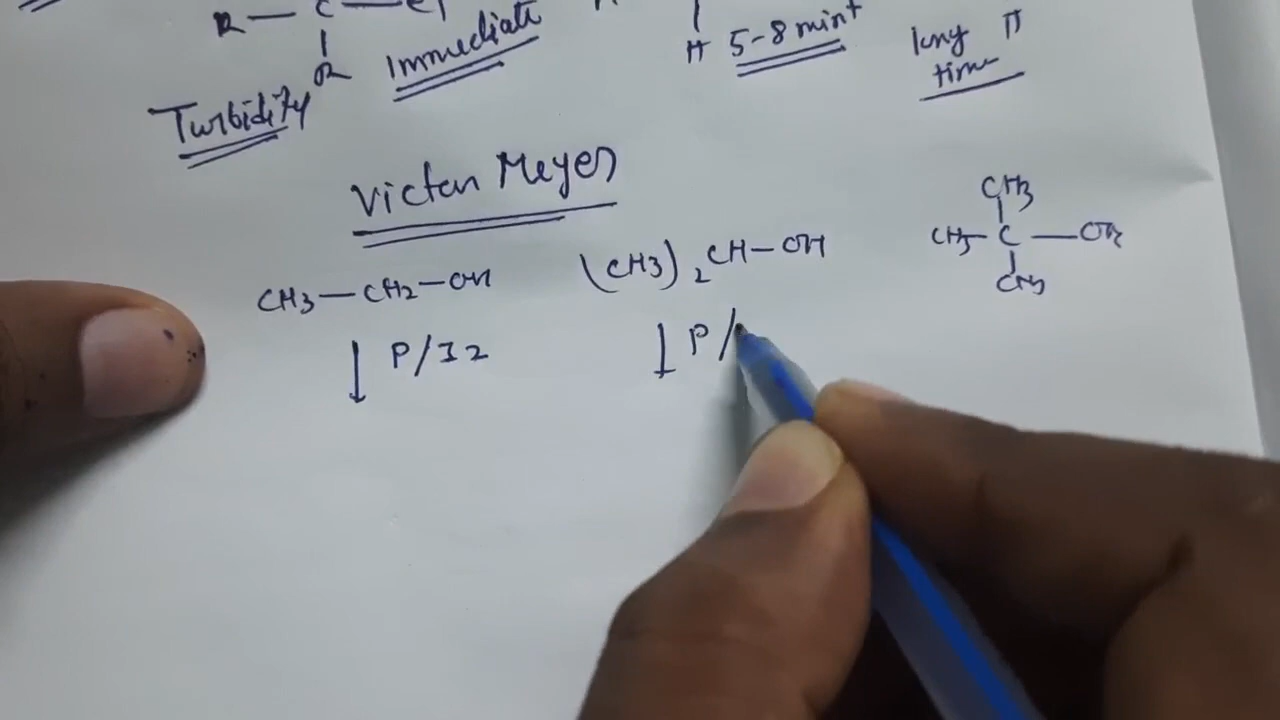 R — C — Cl
R
Immediate
H
5-8 mint
long
time
Turbidity
Victor Meyer
CH3 — CH2 — OH
(CH3)2CH — OH
CH3
CH3 — C — OH
CH3
P/I2
P/